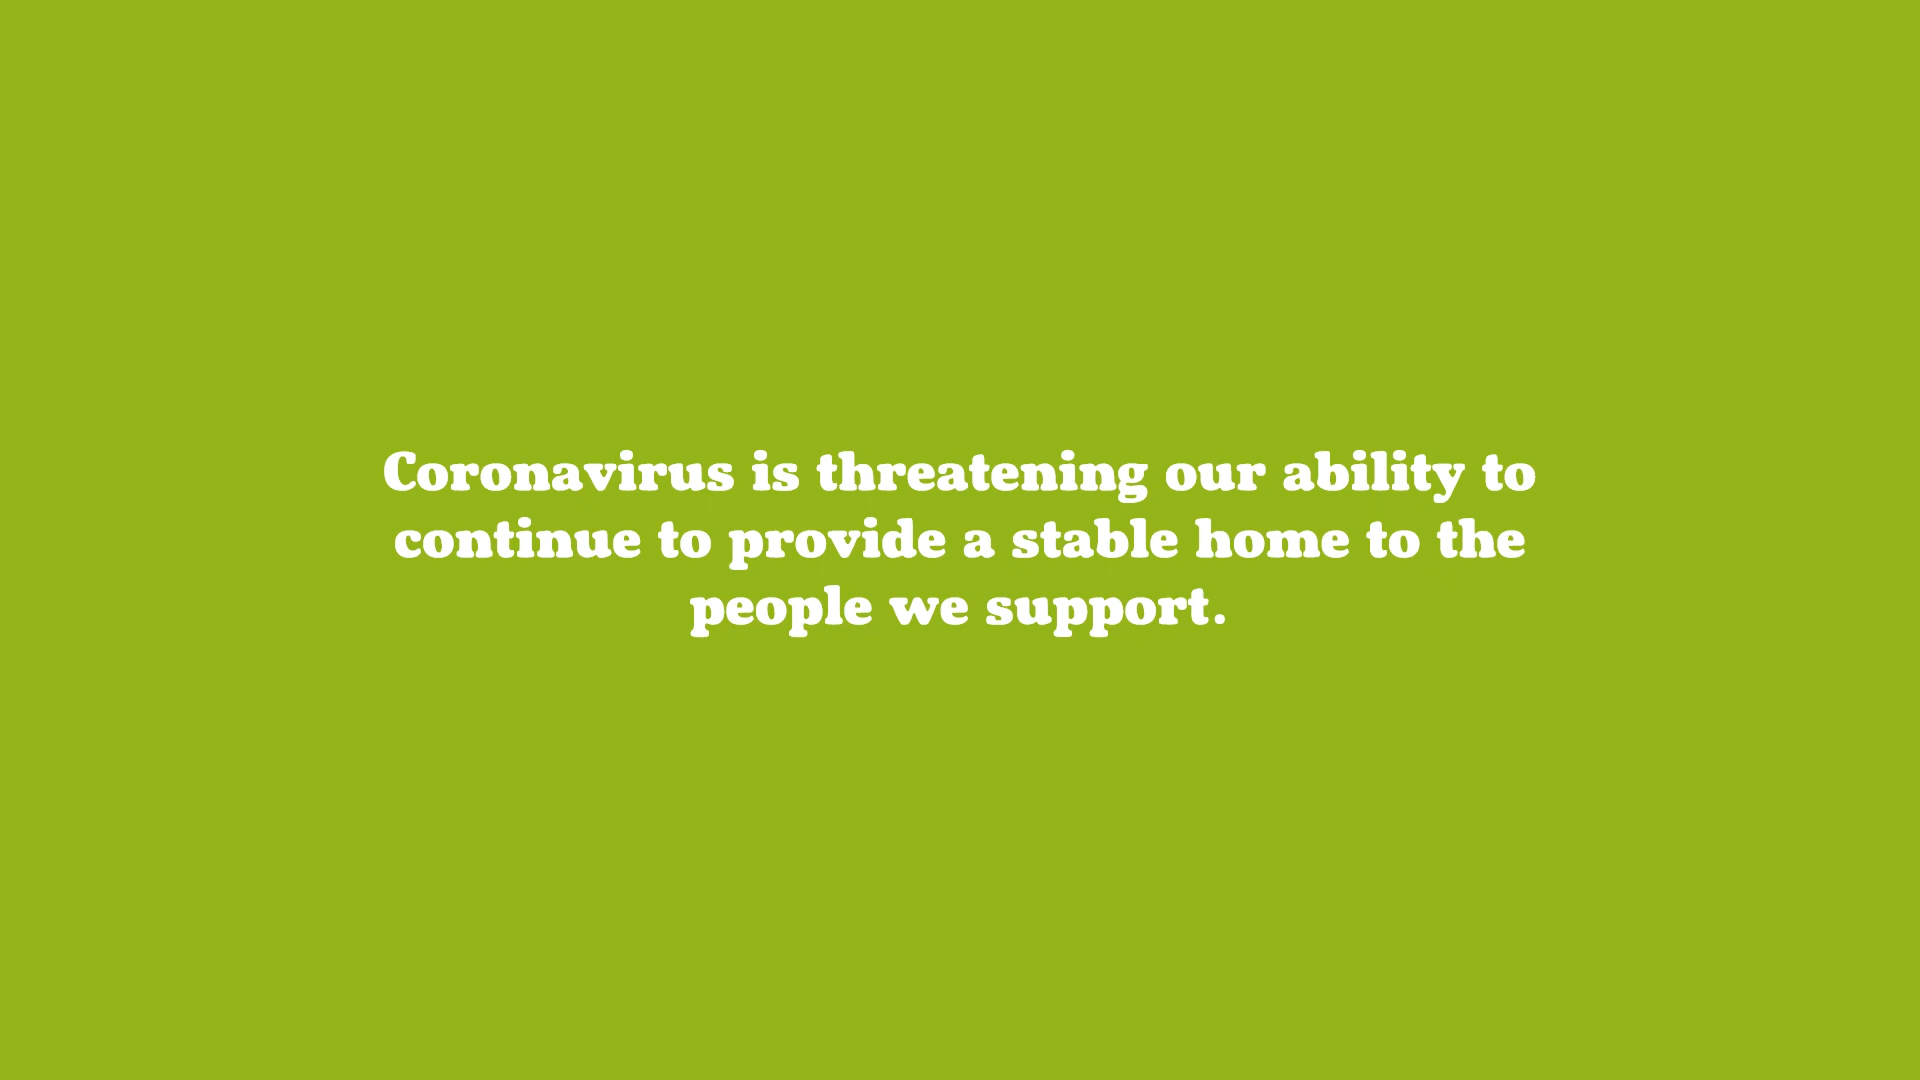 Coronavirus is threatening our ability to
continue to provide a stable home to the
people we support.